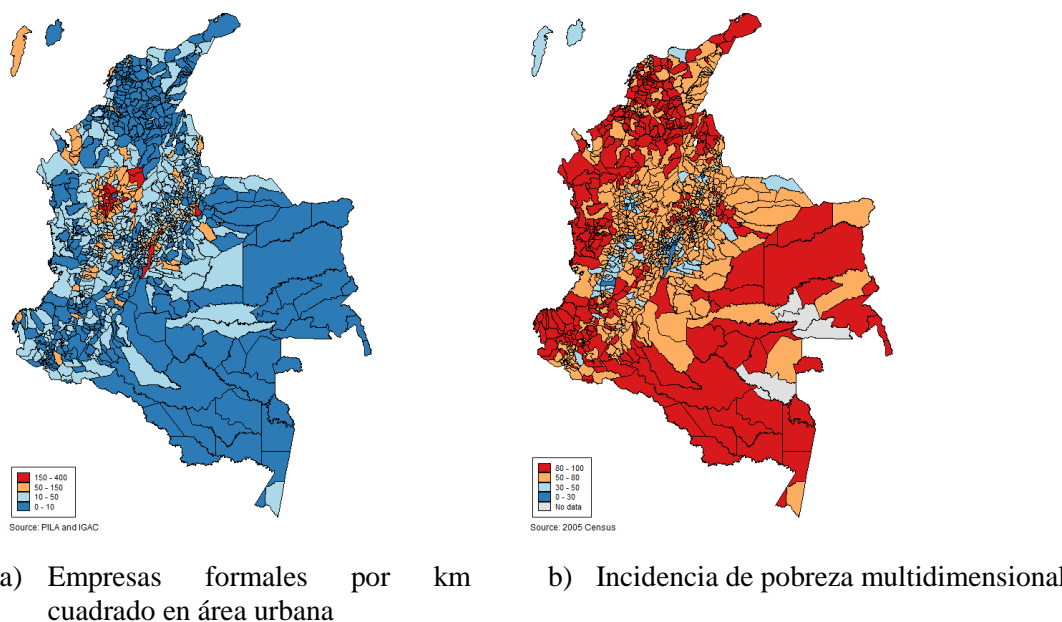 150 - 400
50 - 150
10 - 50
0 - 10
Source: PILA and IGAC
80 - 100
50 - 80
30 - 50
0 - 30
No data
Source: 2005 Census
a) Empresas formales por km
cuadrado en área urbana
b) Incidencia de pobreza multidimensional